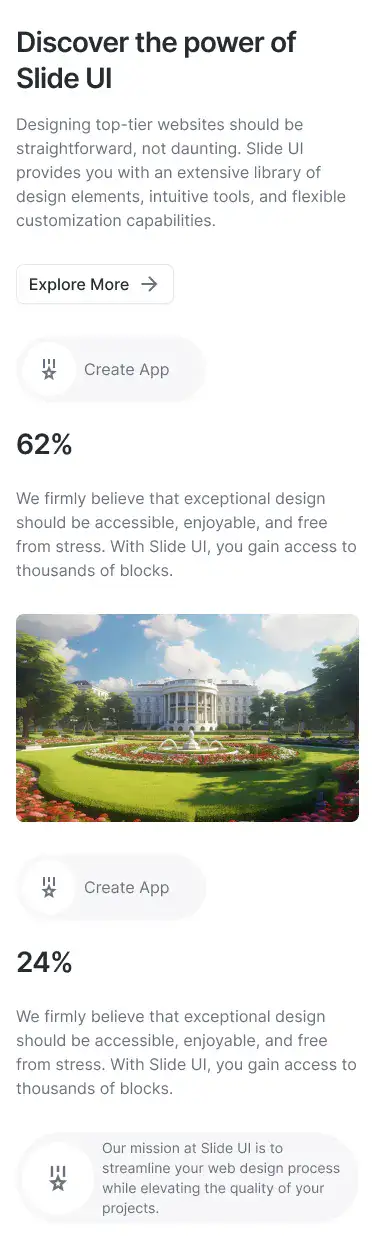 Discover the power of
Slide UI
Designing top-tier websites should be
straightforward, not daunting. Slide UI
provides you with an extensive library of
design elements, intuitive tools, and flexible
customization capabilities.
Explore More
Create App
62%
We firmly believe that exceptional design
should be accessible, enjoyable, and free
from stress. With Slide UI, you gain access to
thousands of blocks.
Create App
24%
We firmly believe that exceptional design
should be accessible, enjoyable, and free
from stress. With Slide UI, you gain access to
thousands of blocks.
Our mission at Slide UI is to
streamline your web design process
while elevating the quality of your
projects.